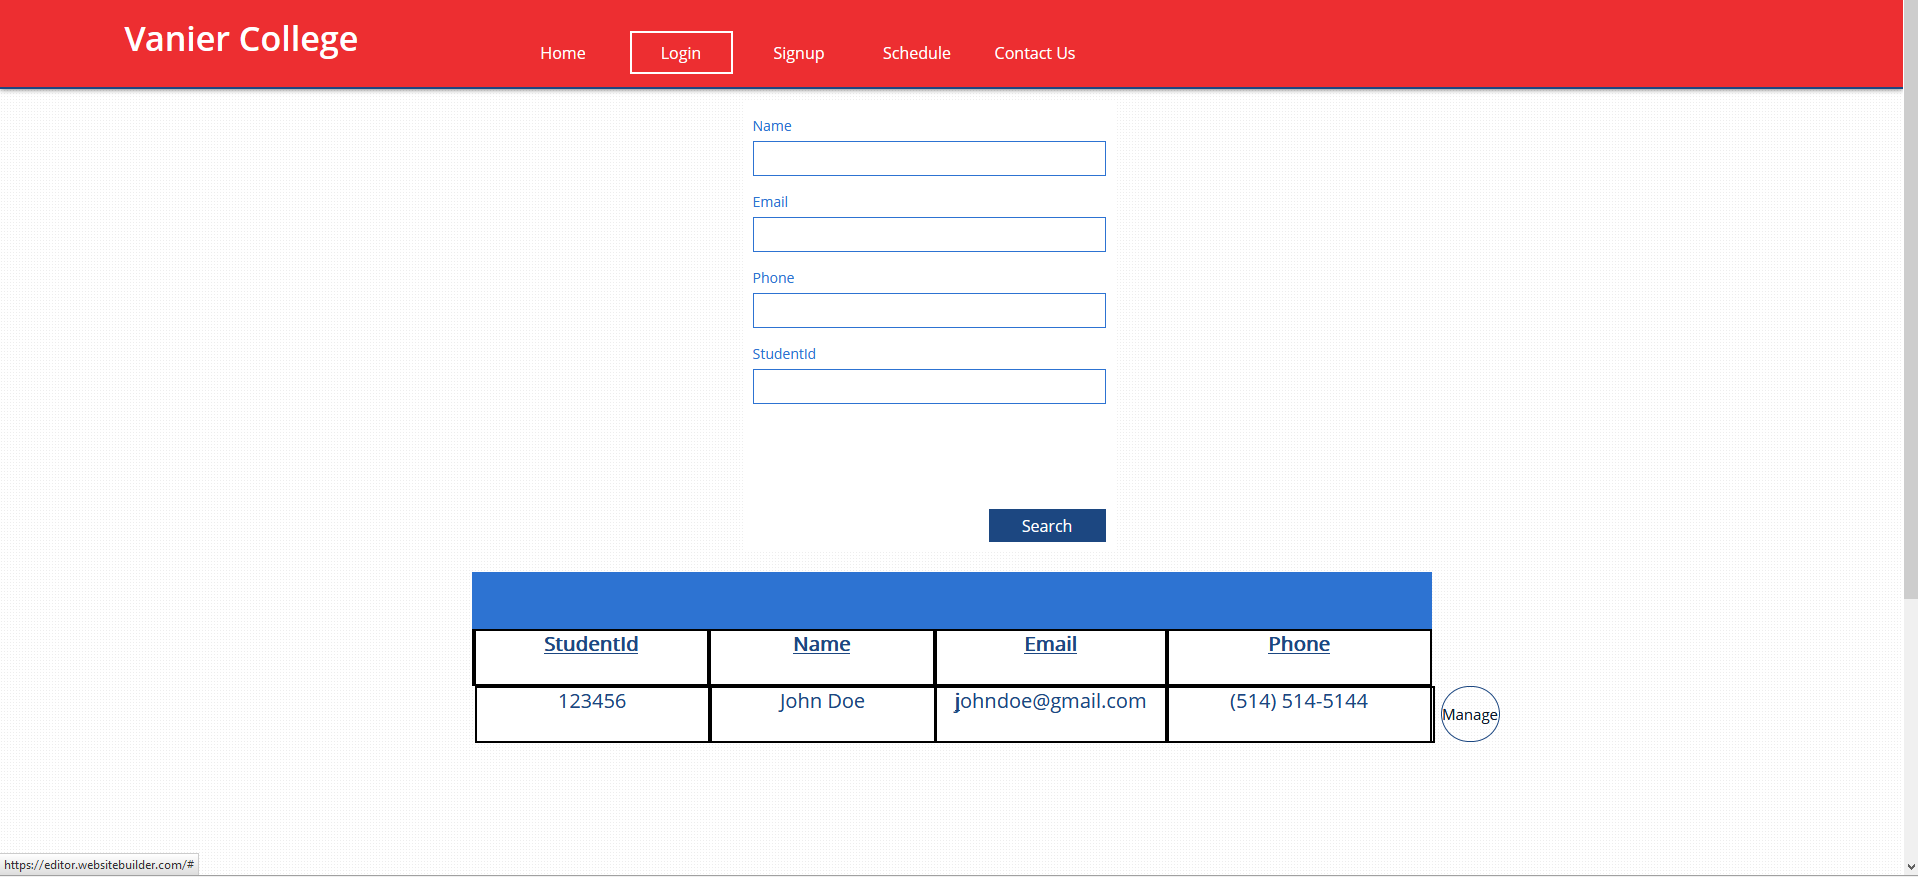 Vanier College
Home Login Signup Schedule Contact Us
Name
Email
Phone
StudentId
Search
StudentId Name Email Phone
123456 John Doe johndoe@gmail.com (514) 514-5144 Manage
https://editor.websitebuilder.com/#